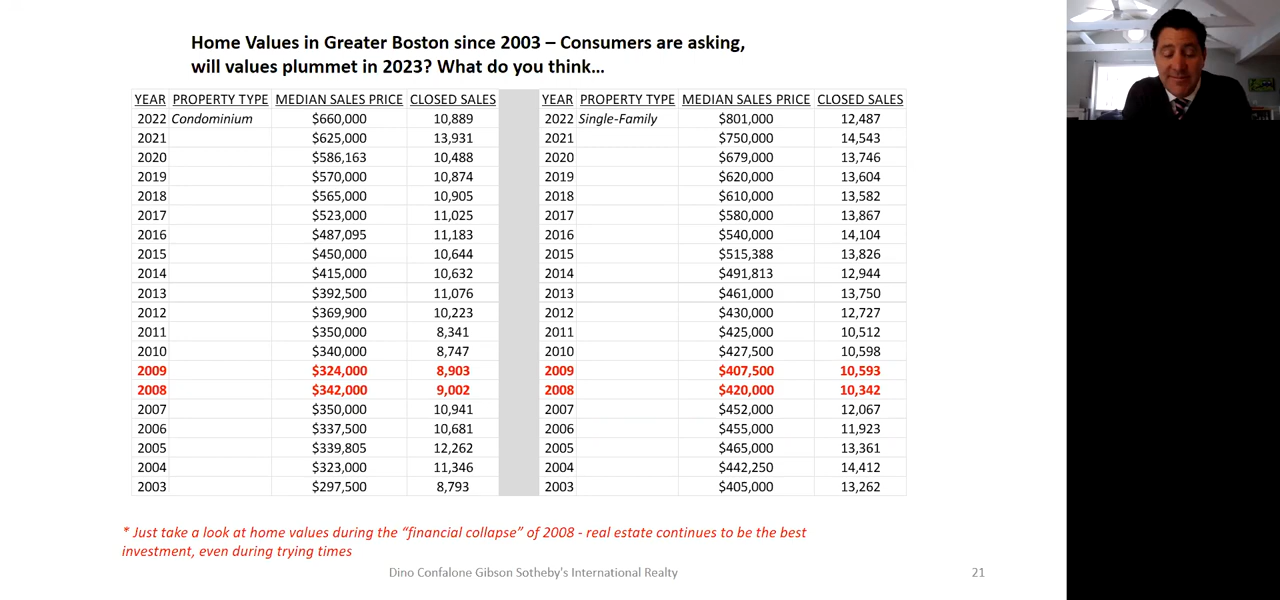 Home Values in Greater Boston since 2003 – Consumers are asking,
will values plummet in 2023? What do you think…
YEAR PROPERTY TYPE MEDIAN SALES PRICE CLOSED SALES YEAR PROPERTY TYPE MEDIAN SALES PRICE CLOSED SALES
2022 Condominium $660,000 10,889 2022 Single-Family $801,000 12,487
2021 $625,000 13,931 2021 $750,000 14,543
2020 $586,163 10,488 2020 $679,000 13,746
2019 $570,000 10,874 2019 $620,000 13,604
2018 $565,000 10,905 2018 $610,000 13,582
2017 $523,000 11,025 2017 $580,000 13,867
2016 $487,095 11,183 2016 $540,000 14,104
2015 $450,000 10,644 2015 $515,388 13,826
2014 $415,000 10,632 2014 $491,813 12,944
2013 $392,500 11,076 2013 $461,000 13,750
2012 $369,900 10,223 2012 $430,000 12,727
2011 $350,000 8,341 2011 $425,000 10,512
2010 $340,000 8,747 2010 $427,500 10,598
2009 $324,000 8,903 2009 $407,500 10,593
2008 $342,000 9,002 2008 $420,000 10,342
2007 $350,000 10,941 2007 $452,000 12,067
2006 $337,500 10,681 2006 $455,000 11,923
2005 $339,805 12,262 2005 $465,000 13,361
2004 $323,000 11,346 2004 $442,250 14,412
2003 $297,500 8,793 2003 $405,000 13,262
* Just take a look at home values during the “financial collapse” of 2008 - real estate continues to be the best
investment, even during trying times
Dino Confalone Gibson Sotheby's International Realty 21